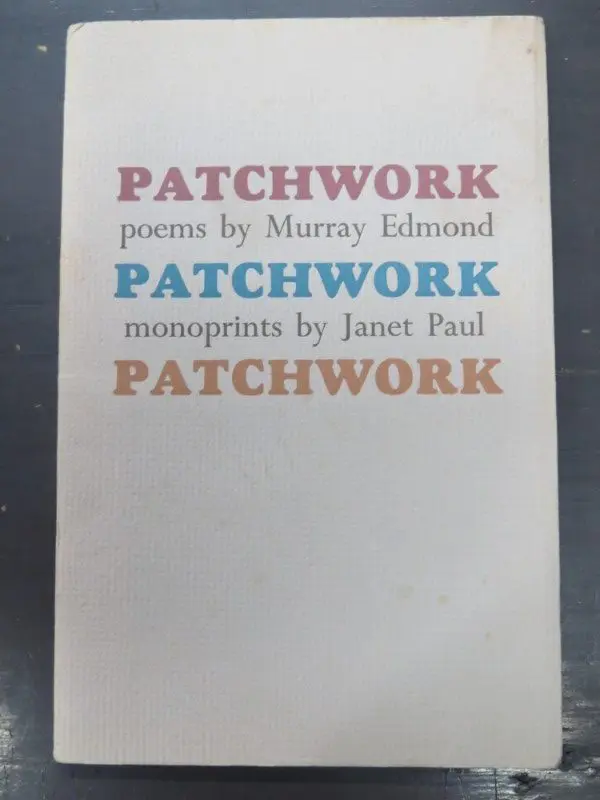 PATCHWORK
poems by Murray Edmond
PATCHWORK
monoprints by Janet Paul
PATCHWORK